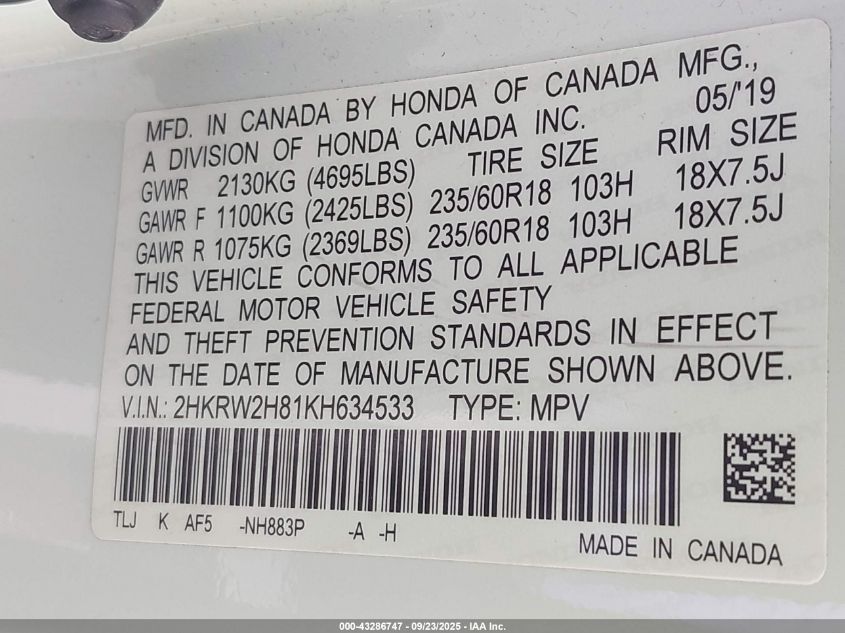 MFD. IN CANADA BY HONDA OF CANADA MFG.,
A DIVISION OF HONDA CANADA INC. 05/'19
GVWR 2130KG (4695LBS) TIRE SIZE RIM SIZE
GAWR F 1100KG (2425LBS) 235/60R18 103H 18X7.5J
GAWR R 1075KG (2369LBS) 235/60R18 103H 18X7.5J
THIS VEHICLE CONFORMS TO ALL APPLICABLE
FEDERAL MOTOR VEHICLE SAFETY
AND THEFT PREVENTION STANDARDS IN EFFECT
ON THE DATE OF MANUFACTURE SHOWN ABOVE.
V.I.N.: 2HKRW2H81KH634533 TYPE: MPV
TLJ K AF5 -NH883P -A -H
MADE IN CANADA
000-43286747 - 09/23/2025 - IAA Inc.